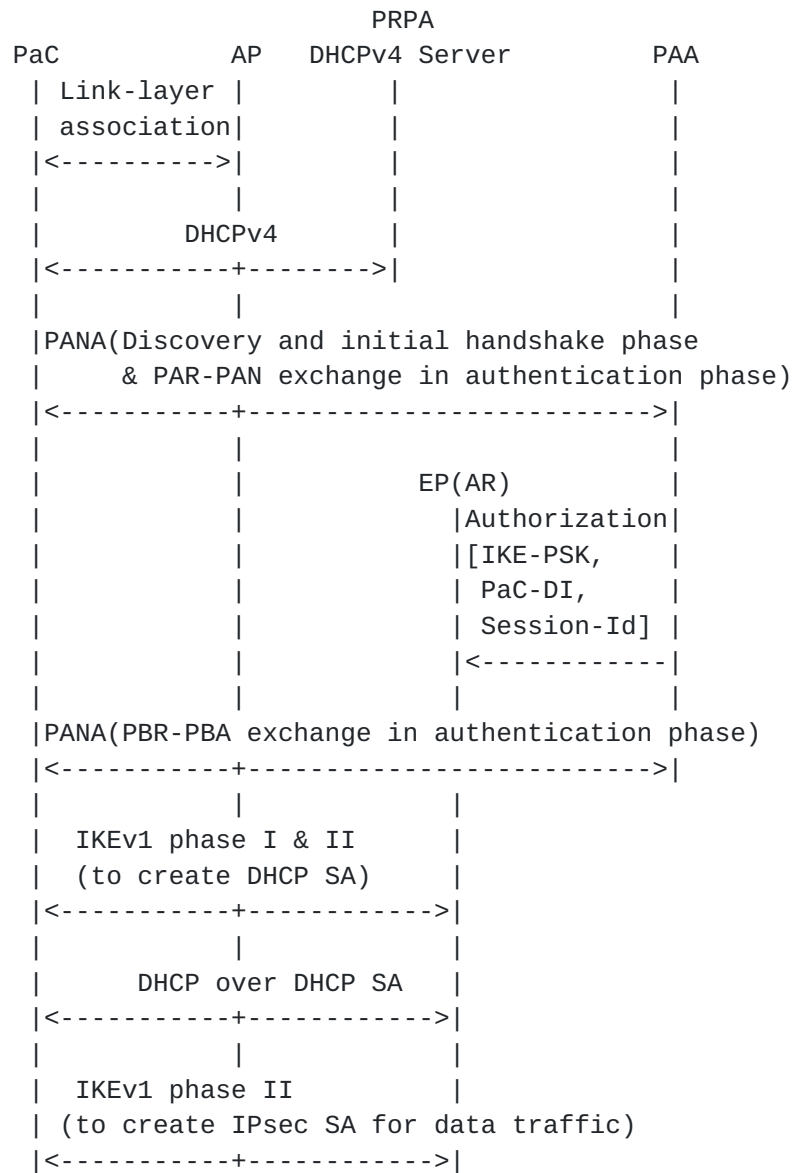 PRPA
PaC            AP   DHCPv4 Server         PAA
 | Link-layer |         |                 |
 | association|         |                 |
 |<---------->|         |                 |
 |            |         |                 |
 |         DHCPv4       |                 |
 |<-----------+-------->|                 |
 |            |                           |
 |PANA(Discovery and initial handshake phase
 |     & PAR-PAN exchange in authentication phase)
 |<-----------+-------------------------->|
 |            |                           |
 |            |           EP(AR)          |
 |            |             |Authorization|
 |            |             |[IKE-PSK,    |
 |            |             | PaC-DI,     |
 |            |             | Session-Id] |
 |            |             |<------------|
 |            |             |             |
 |PANA(PBR-PBA exchange in authentication phase)
 |<-----------+-------------------------->|
 |            |             |
 |  IKEv1 phase I & II      |
 |  (to create DHCP SA)     |
 |<-----------+------------>|
 |            |             |
 |      DHCP over DHCP SA   |
 |<-----------+------------>|
 |            |             |
 |  IKEv1 phase II          |
 | (to create IPsec SA for data traffic)
 |<-----------+------------>|